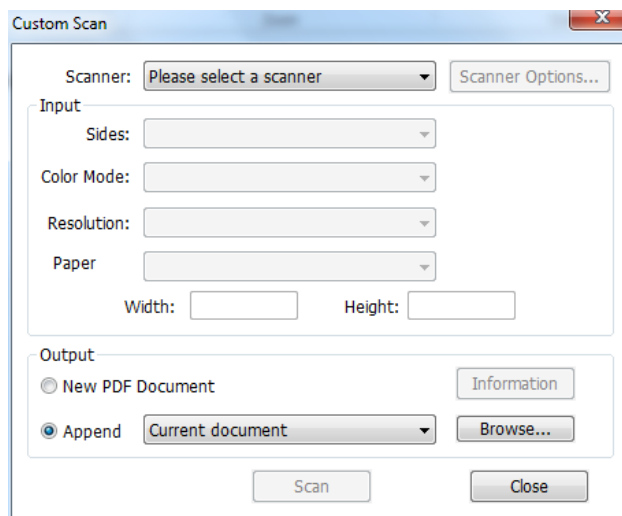 Custom Scan
Scanner: Please select a scanner Scanner Options...
Input
Sides:
Color Mode:
Resolution:
Paper
Width: Height:
Output
New PDF Document Information
Append Current document Browse...
Scan Close